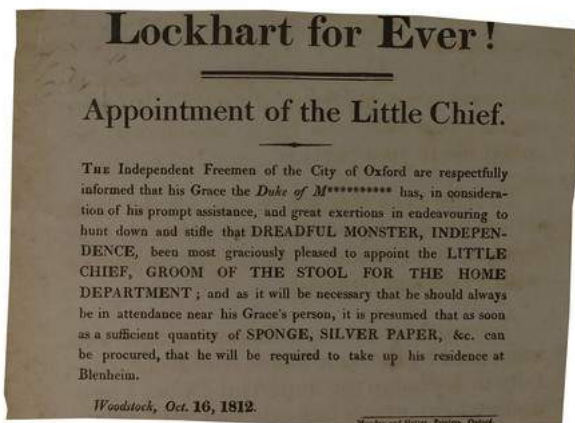 Lockhart for Ever!
Appointment of the Little Chief.
THE Independent Freemen of the City of Oxford are respectfully
informed that his Grace the Duke of M********** has, in considera-
tion of his prompt assistance, and great exertions in endeavouring to
hunt down and stifle that DREADFUL MONSTER, INDEPEN-
DENCE, been most graciously pleased to appoint the LITTLE
CHIEF, GROOM OF THE STOOL FOR THE HOME
DEPARTMENT; and as it will be necessary that he should always
be in attendance near his Grace's person, it is presumed that as soon
as a sufficient quantity of SPONGE, SILVER PAPER, &c. can
be procured, that he will be required to take up his residence at
Blenheim.
Woodstock, Oct. 16, 1812.
Oxford.